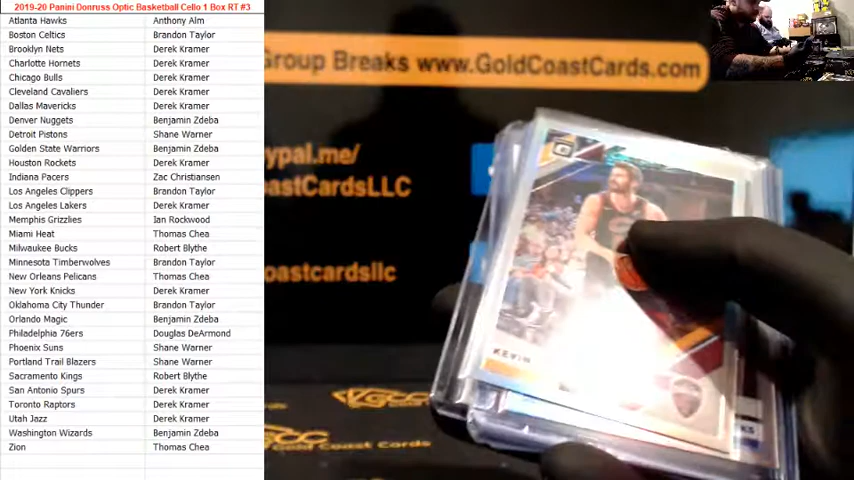 2019-20 Panini Donruss Optic Basketball Cello 1 Box RT #3
Atlanta Hawks Anthony Alm
Boston Celtics Brandon Taylor
Brooklyn Nets Derek Kramer
Charlotte Hornets Derek Kramer
Chicago Bulls Derek Kramer
Cleveland Cavaliers Derek Kramer
Dallas Mavericks Derek Kramer
Denver Nuggets Benjamin Zdeba
Detroit Pistons Shane Warner
Golden State Warriors Benjamin Zdeba
Houston Rockets Derek Kramer
Indiana Pacers Zac Christiansen
Los Angeles Clippers Brandon Taylor
Los Angeles Lakers Derek Kramer
Memphis Grizzlies Ian Rockwood
Miami Heat Thomas Chea
Milwaukee Bucks Robert Blythe
Minnesota Timberwolves Brandon Taylor
New Orleans Pelicans Thomas Chea
New York Knicks Derek Kramer
Oklahoma City Thunder Brandon Taylor
Orlando Magic Benjamin Zdeba
Philadelphia 76ers Douglas DeArmond
Phoenix Suns Shane Warner
Portland Trail Blazers Shane Warner
Sacramento Kings Robert Blythe
San Antonio Spurs Derek Kramer
Toronto Raptors Derek Kramer
Utah Jazz Derek Kramer
Washington Wizards Benjamin Zdeba
Zion Thomas Chea
Group Breaks www.GoldCoastCards.com
ypal.me/
oastCardsLLC
oastcardsllc
KEVIN
GCC
Gold Coast Cards